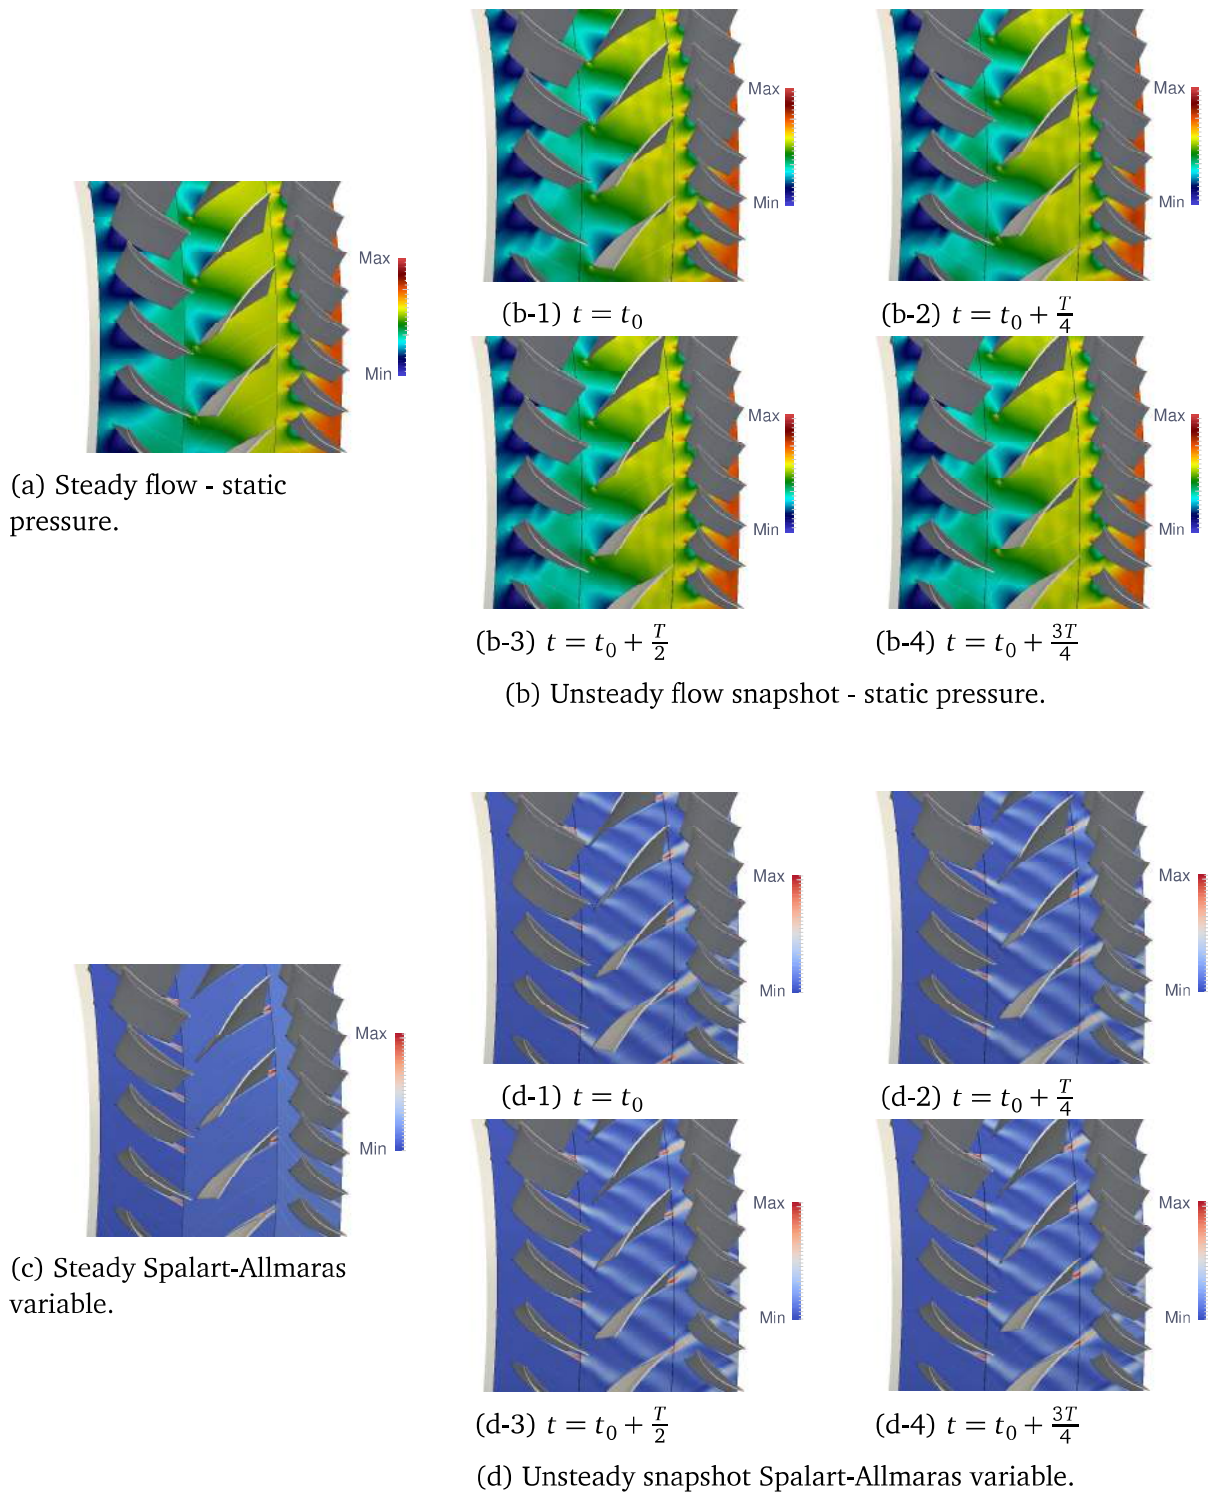 Max
Min
(a) Steady flow - static
pressure.
Max
Min
(b-1) t = t₀
Max
Min
(b-2) t = t₀ + T/4
Max
Min
(b-3) t = t₀ + T/2
Max
Min
(b-4) t = t₀ + 3T/4
(b) Unsteady flow snapshot - static pressure.
Max
Min
(c) Steady Spalart-Allmaras
variable.
Max
Min
(d-1) t = t₀
Max
Min
(d-2) t = t₀ + T/4
Max
Min
(d-3) t = t₀ + T/2
Max
Min
(d-4) t = t₀ + 3T/4
(d) Unsteady snapshot Spalart-Allmaras variable.